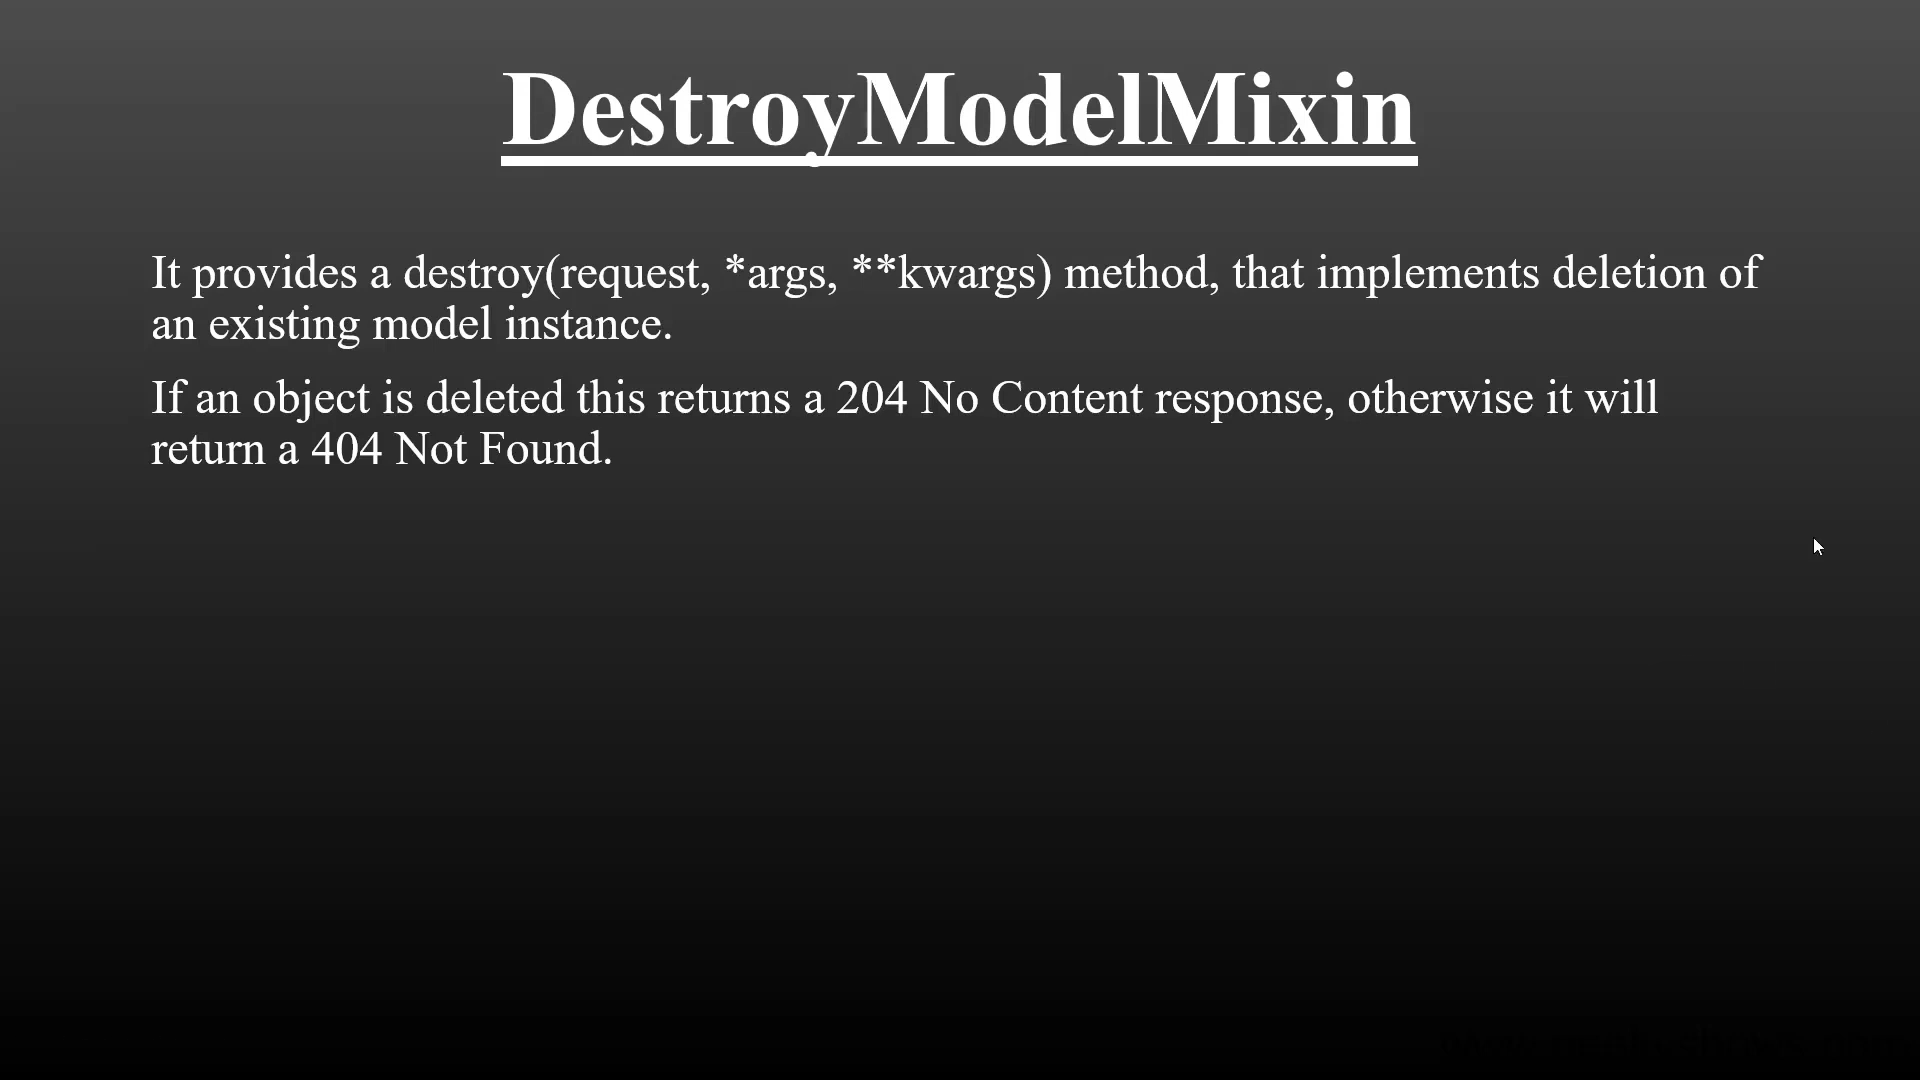 DestroyModelMixin
It provides a destroy(request, *args, **kwargs) method, that implements deletion of
an existing model instance.
If an object is deleted this returns a 204 No Content response, otherwise it will
return a 404 Not Found.